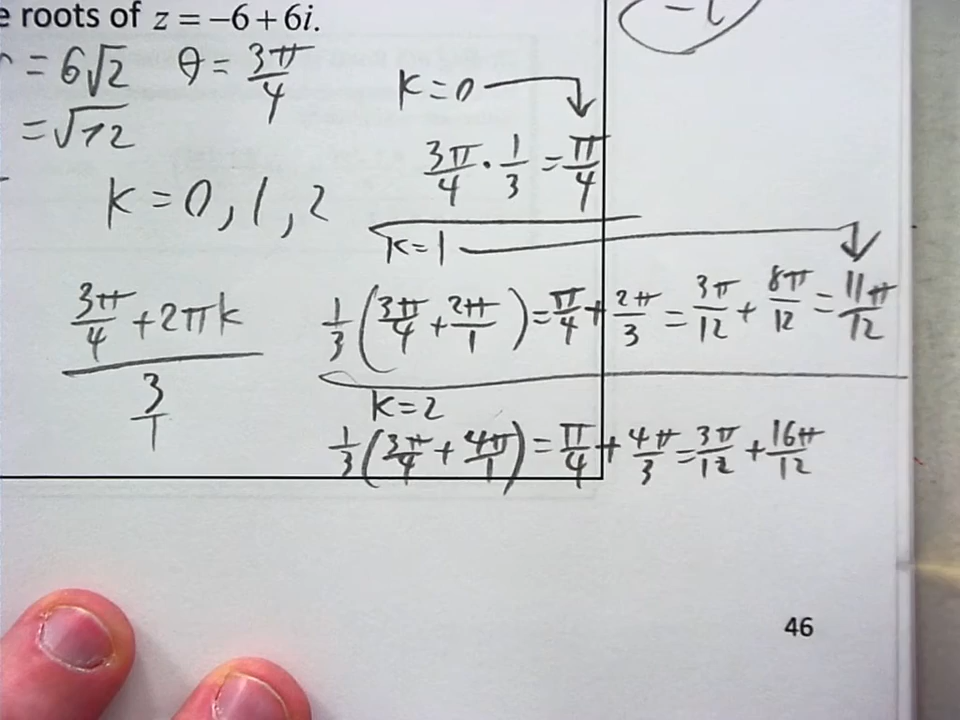 e roots of z = −6 + 6i.
−i
= 6√2 θ = 3π/4
= √72
K = 0, 1, 2
(3π/4 + 2πk) / (3/1)
K = 0
3π/4 · 1/3 = π/4
K = 1
1/3 (3π/4 + 2π/1) = π/4 + 2π/3 = 3π/12 + 8π/12 = 11π/12
K = 2
1/3 (3π/4 + 4π/1) = π/4 + 4π/3 = 3π/12 + 16π/12
46